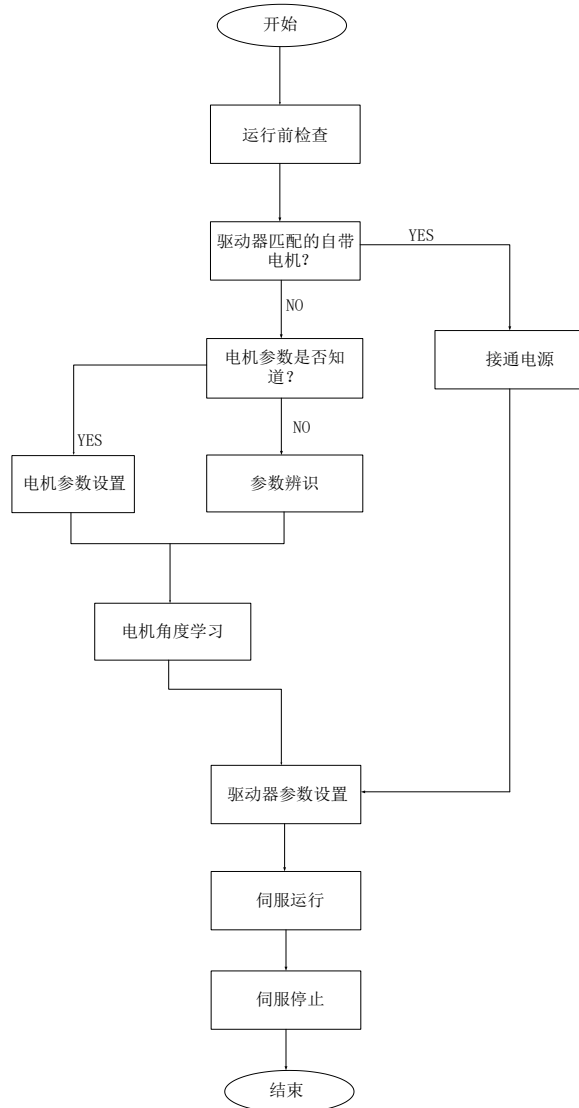 开始
运行前检查
驱动器匹配的自带
电机？
YES
NO
电机参数是否知
道？
接通电源
YES
NO
电机参数设置
参数辨识
电机角度学习
驱动器参数设置
伺服运行
伺服停止
结束